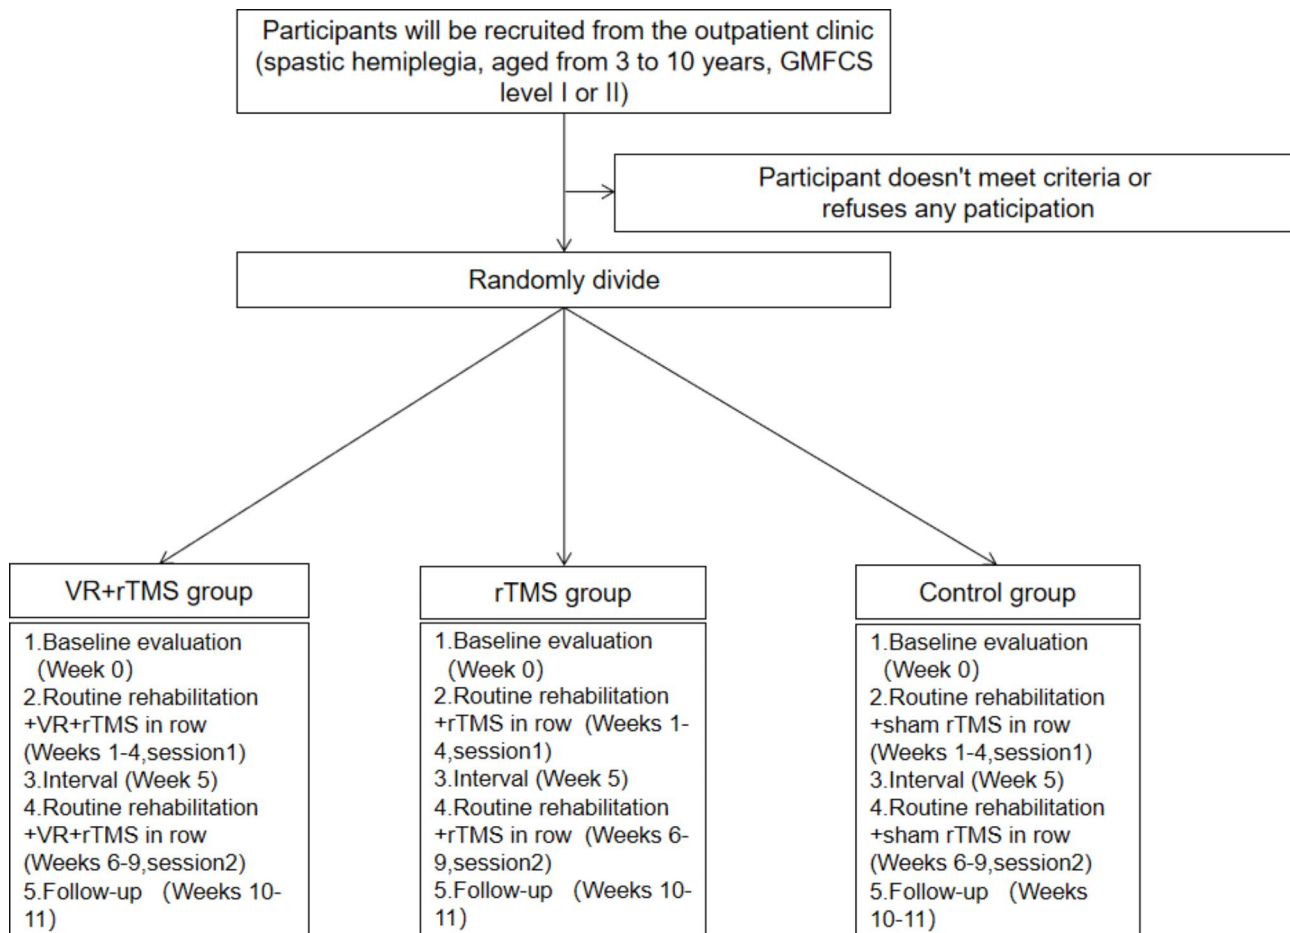 Participants will be recruited from the outpatient clinic
(spastic hemiplegia, aged from 3 to 10 years, GMFCS
level I or II)
Participant doesn't meet criteria or
refuses any paticipation
Randomly divide
VR+rTMS group
1.Baseline evaluation
(Week 0)
2.Routine rehabilitation
+VR+rTMS in row
(Weeks 1-4,session1)
3.Interval (Week 5)
4.Routine rehabilitation
+VR+rTMS in row
(Weeks 6-9,session2)
5.Follow-up (Weeks 10-
11)
rTMS group
1.Baseline evaluation
(Week 0)
2.Routine rehabilitation
+rTMS in row (Weeks 1-
4,session1)
3.Interval (Week 5)
4.Routine rehabilitation
+rTMS in row (Weeks 6-
9,session2)
5.Follow-up (Weeks 10-
11)
Control group
1.Baseline evaluation
(Week 0)
2.Routine rehabilitation
+sham rTMS in row
(Weeks 1-4,session1)
3.Interval (Week 5)
4.Routine rehabilitation
+sham rTMS in row
(Weeks 6-9,session2)
5.Follow-up (Weeks
10-11)